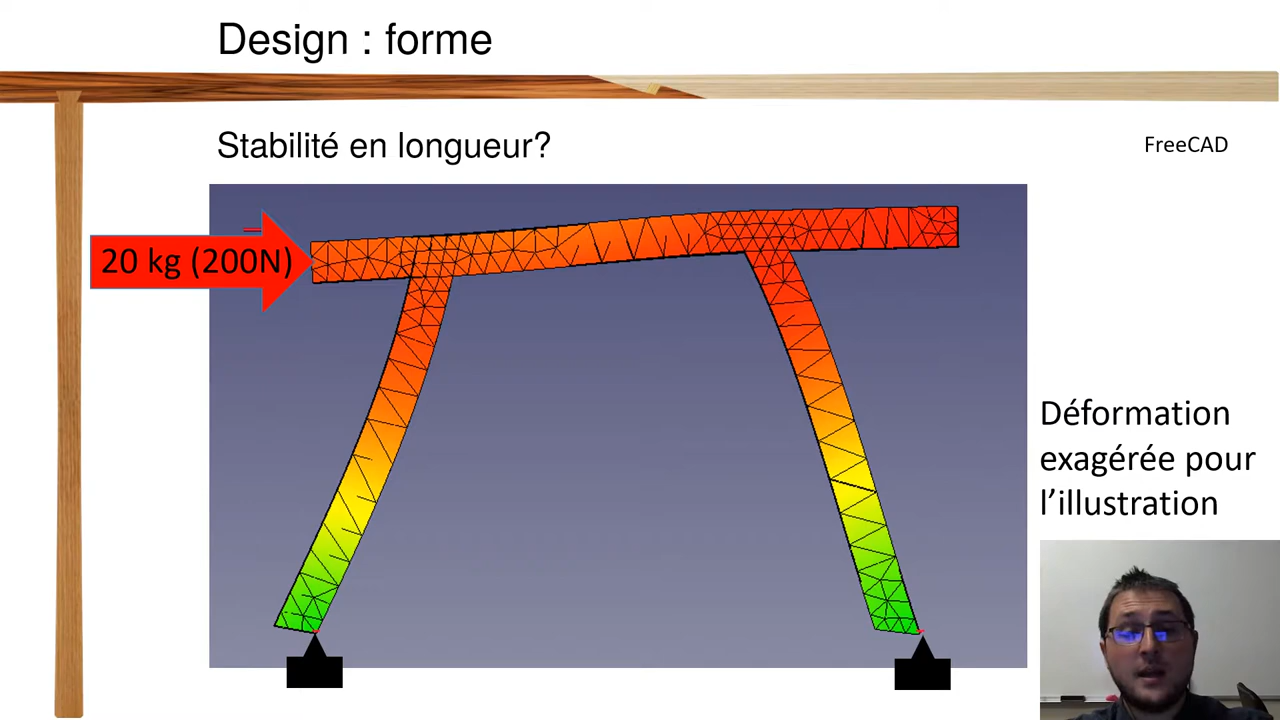 Design : forme
Stabilité en longueur?
FreeCAD
20 kg (200N)
Déformation
exagérée pour
l’illustration